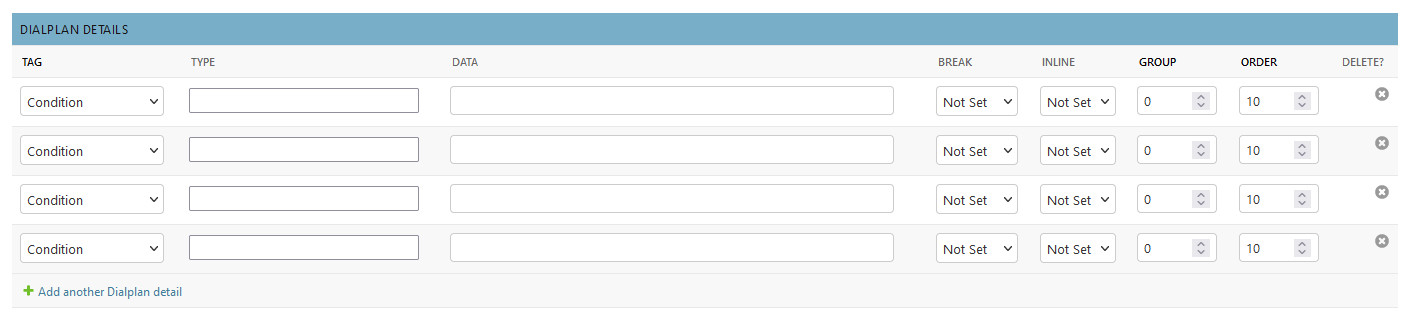 DIALPLAN DETAILS
TAG TYPE DATA BREAK INLINE GROUP ORDER DELETE?
Condition Not Set Not Set 0 10
Condition Not Set Not Set 0 10
Condition Not Set Not Set 0 10
Condition Not Set Not Set 0 10
Add another Dialplan detail